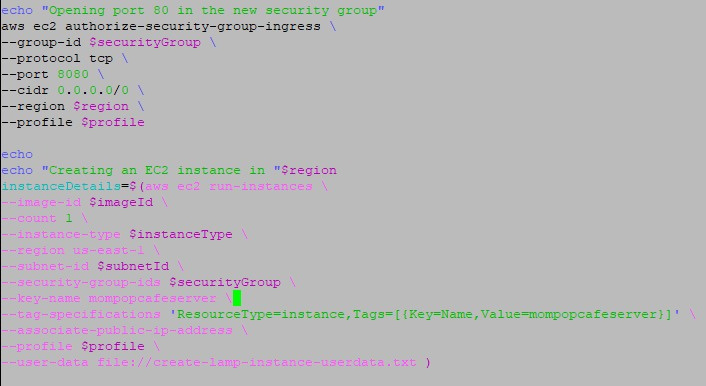 echo "Opening port 80 in the new security group"
aws ec2 authorize-security-group-ingress \
--group-id $securityGroup \
--protocol tcp \
--port 8080 \
--cidr 0.0.0.0/0 \
--region $region \
--profile $profile
echo
echo "Creating an EC2 instance in "$region
instanceDetails=$(aws ec2 run-instances \
--image-id $imageId \
--count 1 \
--instance-type $instanceType \
--region us-east-1 \
--subnet-id $subnetId \
--security-group-ids $securityGroup \
--key-name mompopcafeserver \
--tag-specifications 'ResourceType=instance,Tags=[{Key=Name,Value=mompopcafeserver}]' \
--associate-public-ip-address \
--profile $profile \
--user-data file://create-lamp-instance-userdata.txt )